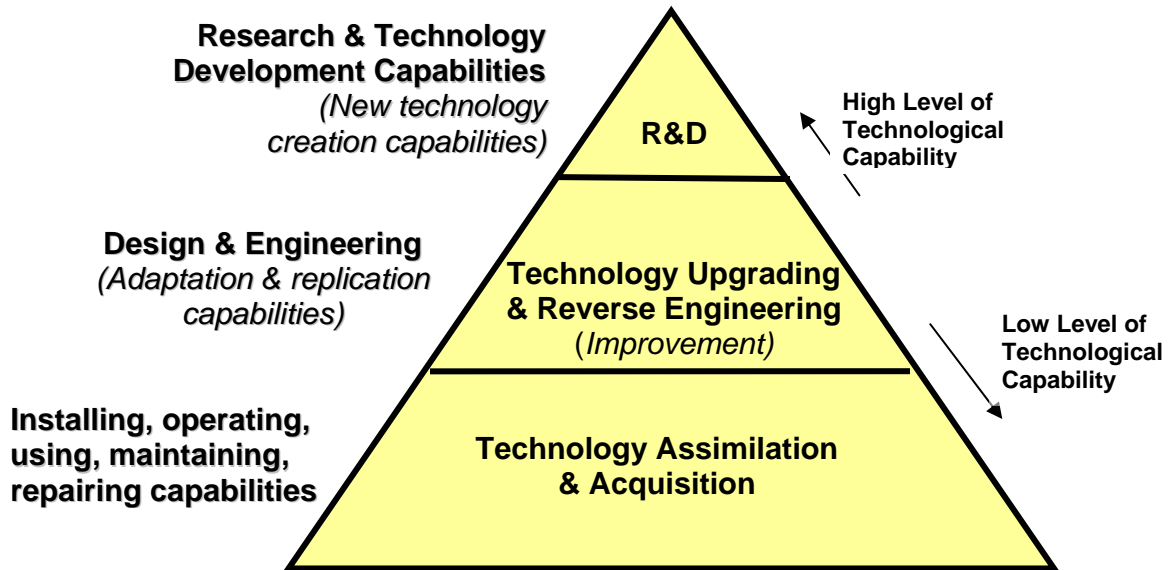 Research & Technology
Development Capabilities
(New technology
creation capabilities)
R&D
High Level of
Technological
Capability
Design & Engineering
(Adaptation & replication
capabilities)
Technology Upgrading
& Reverse Engineering
(Improvement)
Low Level of
Technological
Capability
Installing, operating,
using, maintaining,
repairing capabilities
Technology Assimilation
& Acquisition